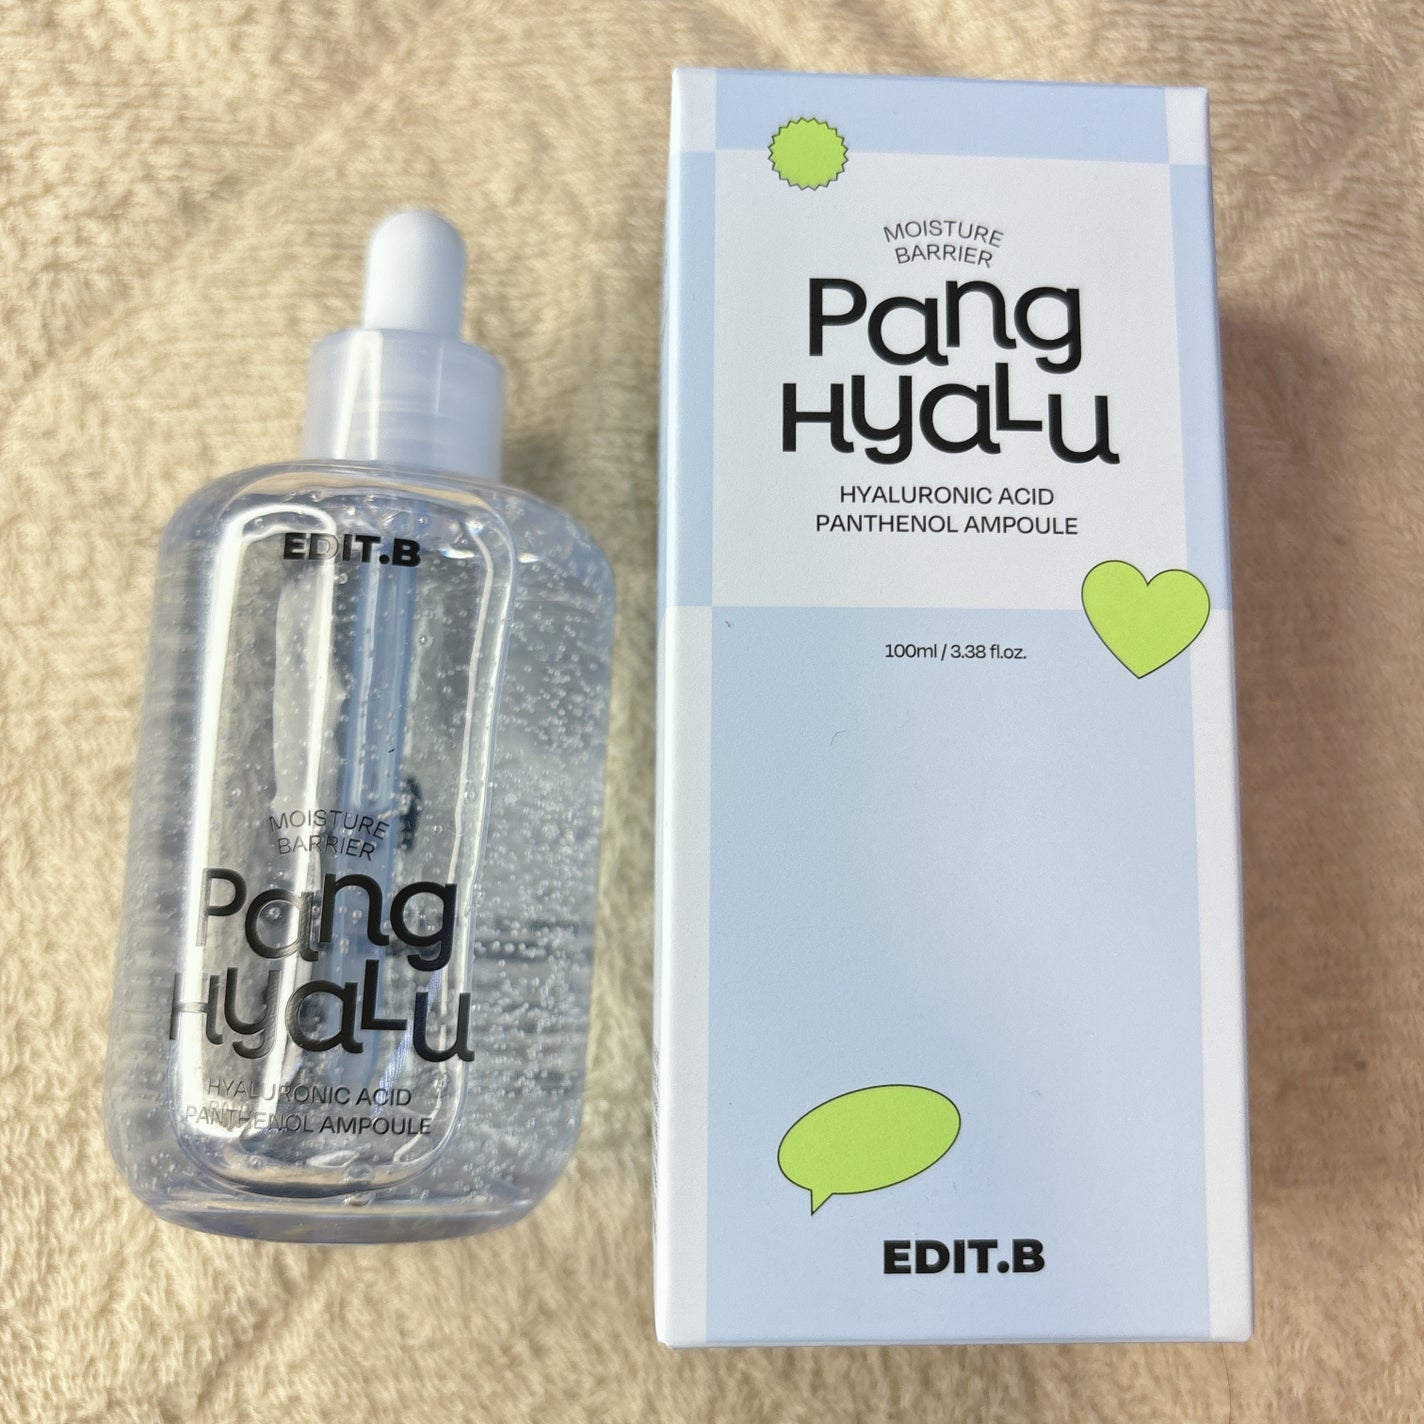 EDIT.B
MOISTURE
BARRIER
Pang
HyaLu
HYALURONIC ACID
PANTHENOL AMPOULE
MOISTURE
BARRIER
Pang
HyaLu
HYALURONIC ACID
PANTHENOL AMPOULE
100ml / 3.38 fl.oz.
EDIT.B